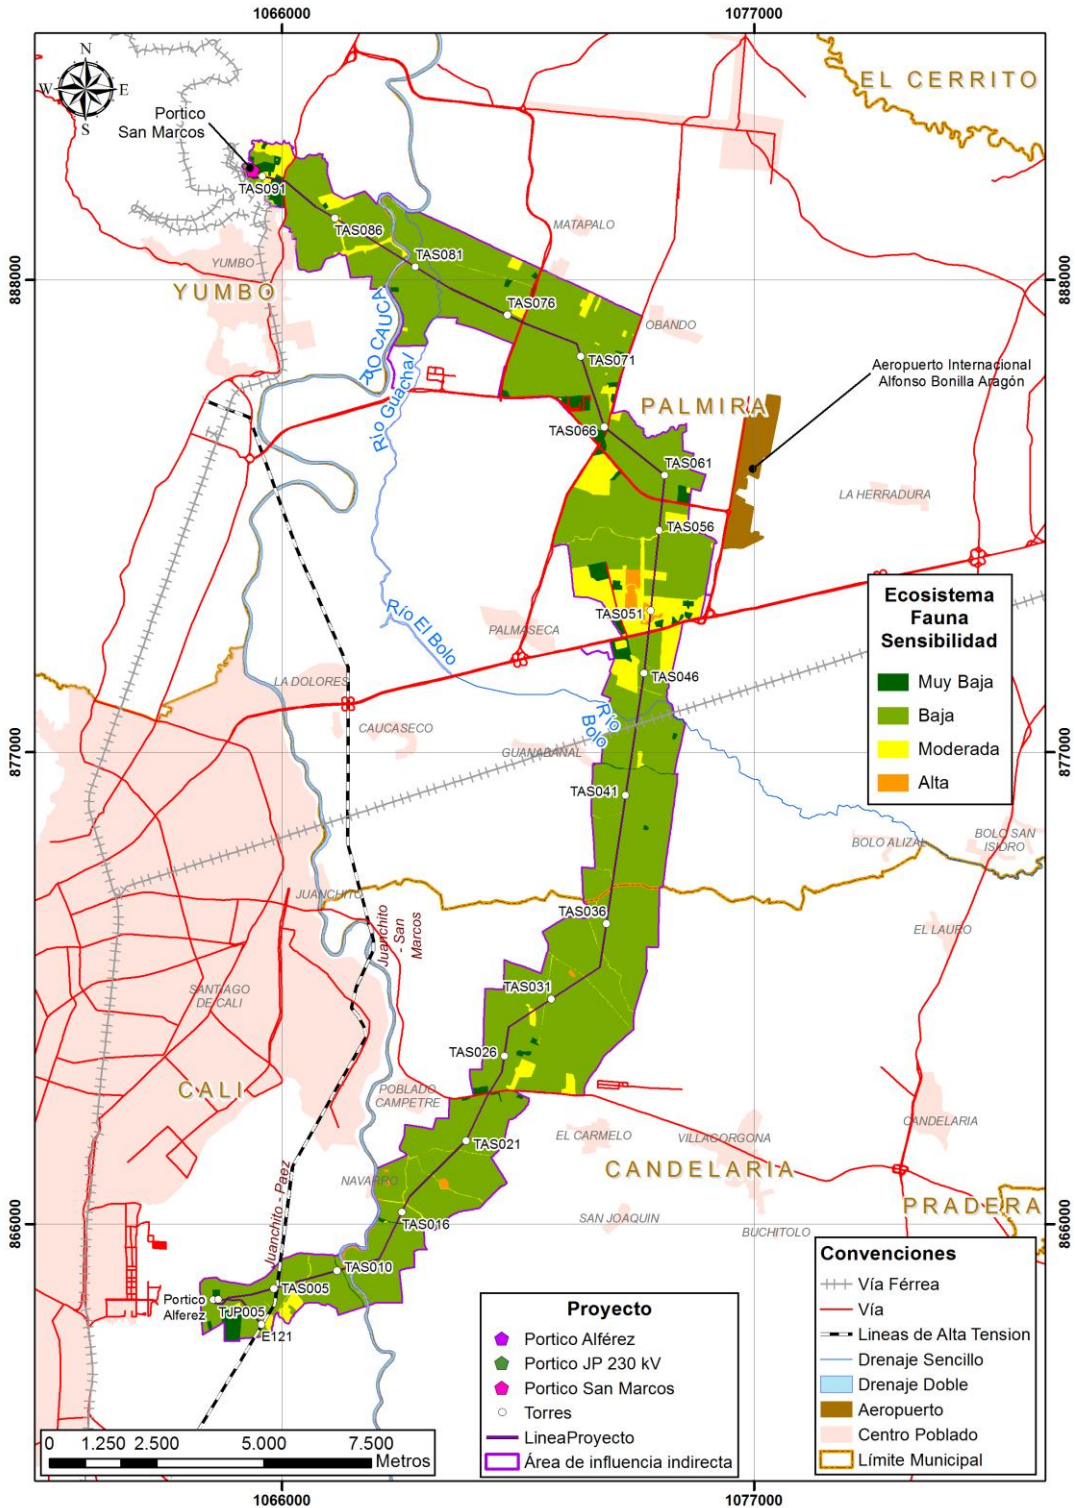 1066000
1077000
N
W
E
S
EL CERRITO
Portico
San Marcos
TAS091
TAS086
MATAPALO
TAS081
YUMBO
888000
888000
YUMBO
RÍO CAUCA
TAS076
OBANDO
Río Guachal
TAS071
Aeropuerto Internacional
Alfonso Bonilla Aragón
PALMIRA
TAS066
TAS061
LA HERRADURA
TAS056
Ecosistema
Fauna
Sensibilidad
Muy Baja
Baja
Moderada
Alta
Río El Bolo
TAS051
PALMASECA
LA DOLORES
TAS046
CAUCASECO
Río
Bolo
GUANABANAL
877000
877000
TAS041
BOLO ALIZAL
BOLO SAN
ISIDRO
JUANCHITO
Juanchito
- San
Marcos
TAS036
EL LAURO
SANTIAGO
DE CALI
TAS031
TAS026
CALI
POBLADO
CAMPETRE
EL CARMELO
VILLAGORGONA
CANDELARIA
TAS021
CANDELARIA
NAVARRO
Juanchito - Paez
PRADERA
TAS016
SAN JOAQUIN
BUCHITOLO
866000
866000
TAS010
TAS005
Portico
Alferez
TJP005
E121
Proyecto
Portico Alférez
Portico JP 230 kV
Portico San Marcos
Torres
LineaProyecto
Área de influencia indirecta
Convenciones
Vía Férrea
Vía
Lineas de Alta Tension
Drenaje Sencillo
Drenaje Doble
Aeropuerto
Centro Poblado
Límite Municipal
0 1.250 2.500 5.000 7.500
Metros
1066000
1077000